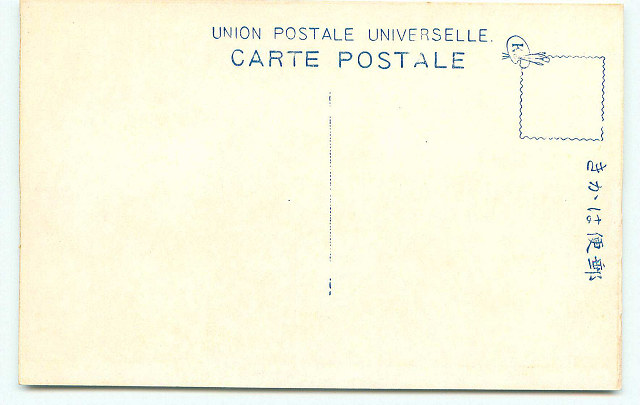 UNION POSTALE UNIVERSELLE.
CARTE POSTALE
K
きかは便郵